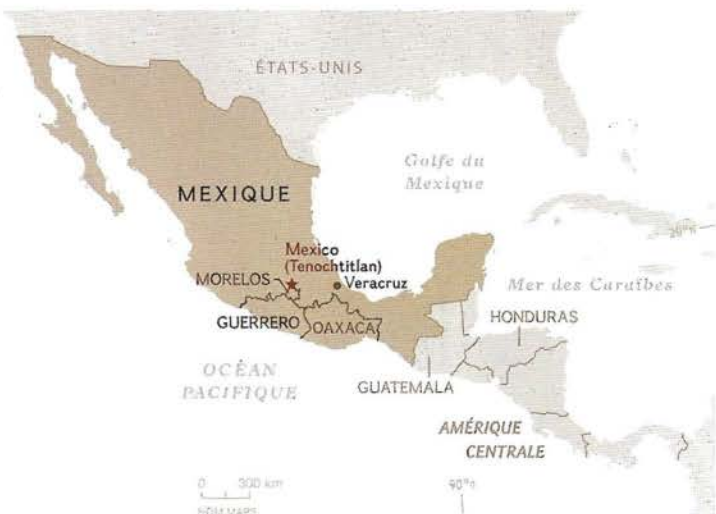 ÉTATS-UNIS
Golfe du
Mexique
MEXIQUE
20°n
Mexico
(Tenochtitlan)
MORELOS
Veracruz
Mer des Caraïbes
GUERRERO
OAXACA
HONDURAS
OCÉAN
PACIFIQUE
GUATEMALA
AMÉRIQUE
CENTRALE
0 300 km
90°o